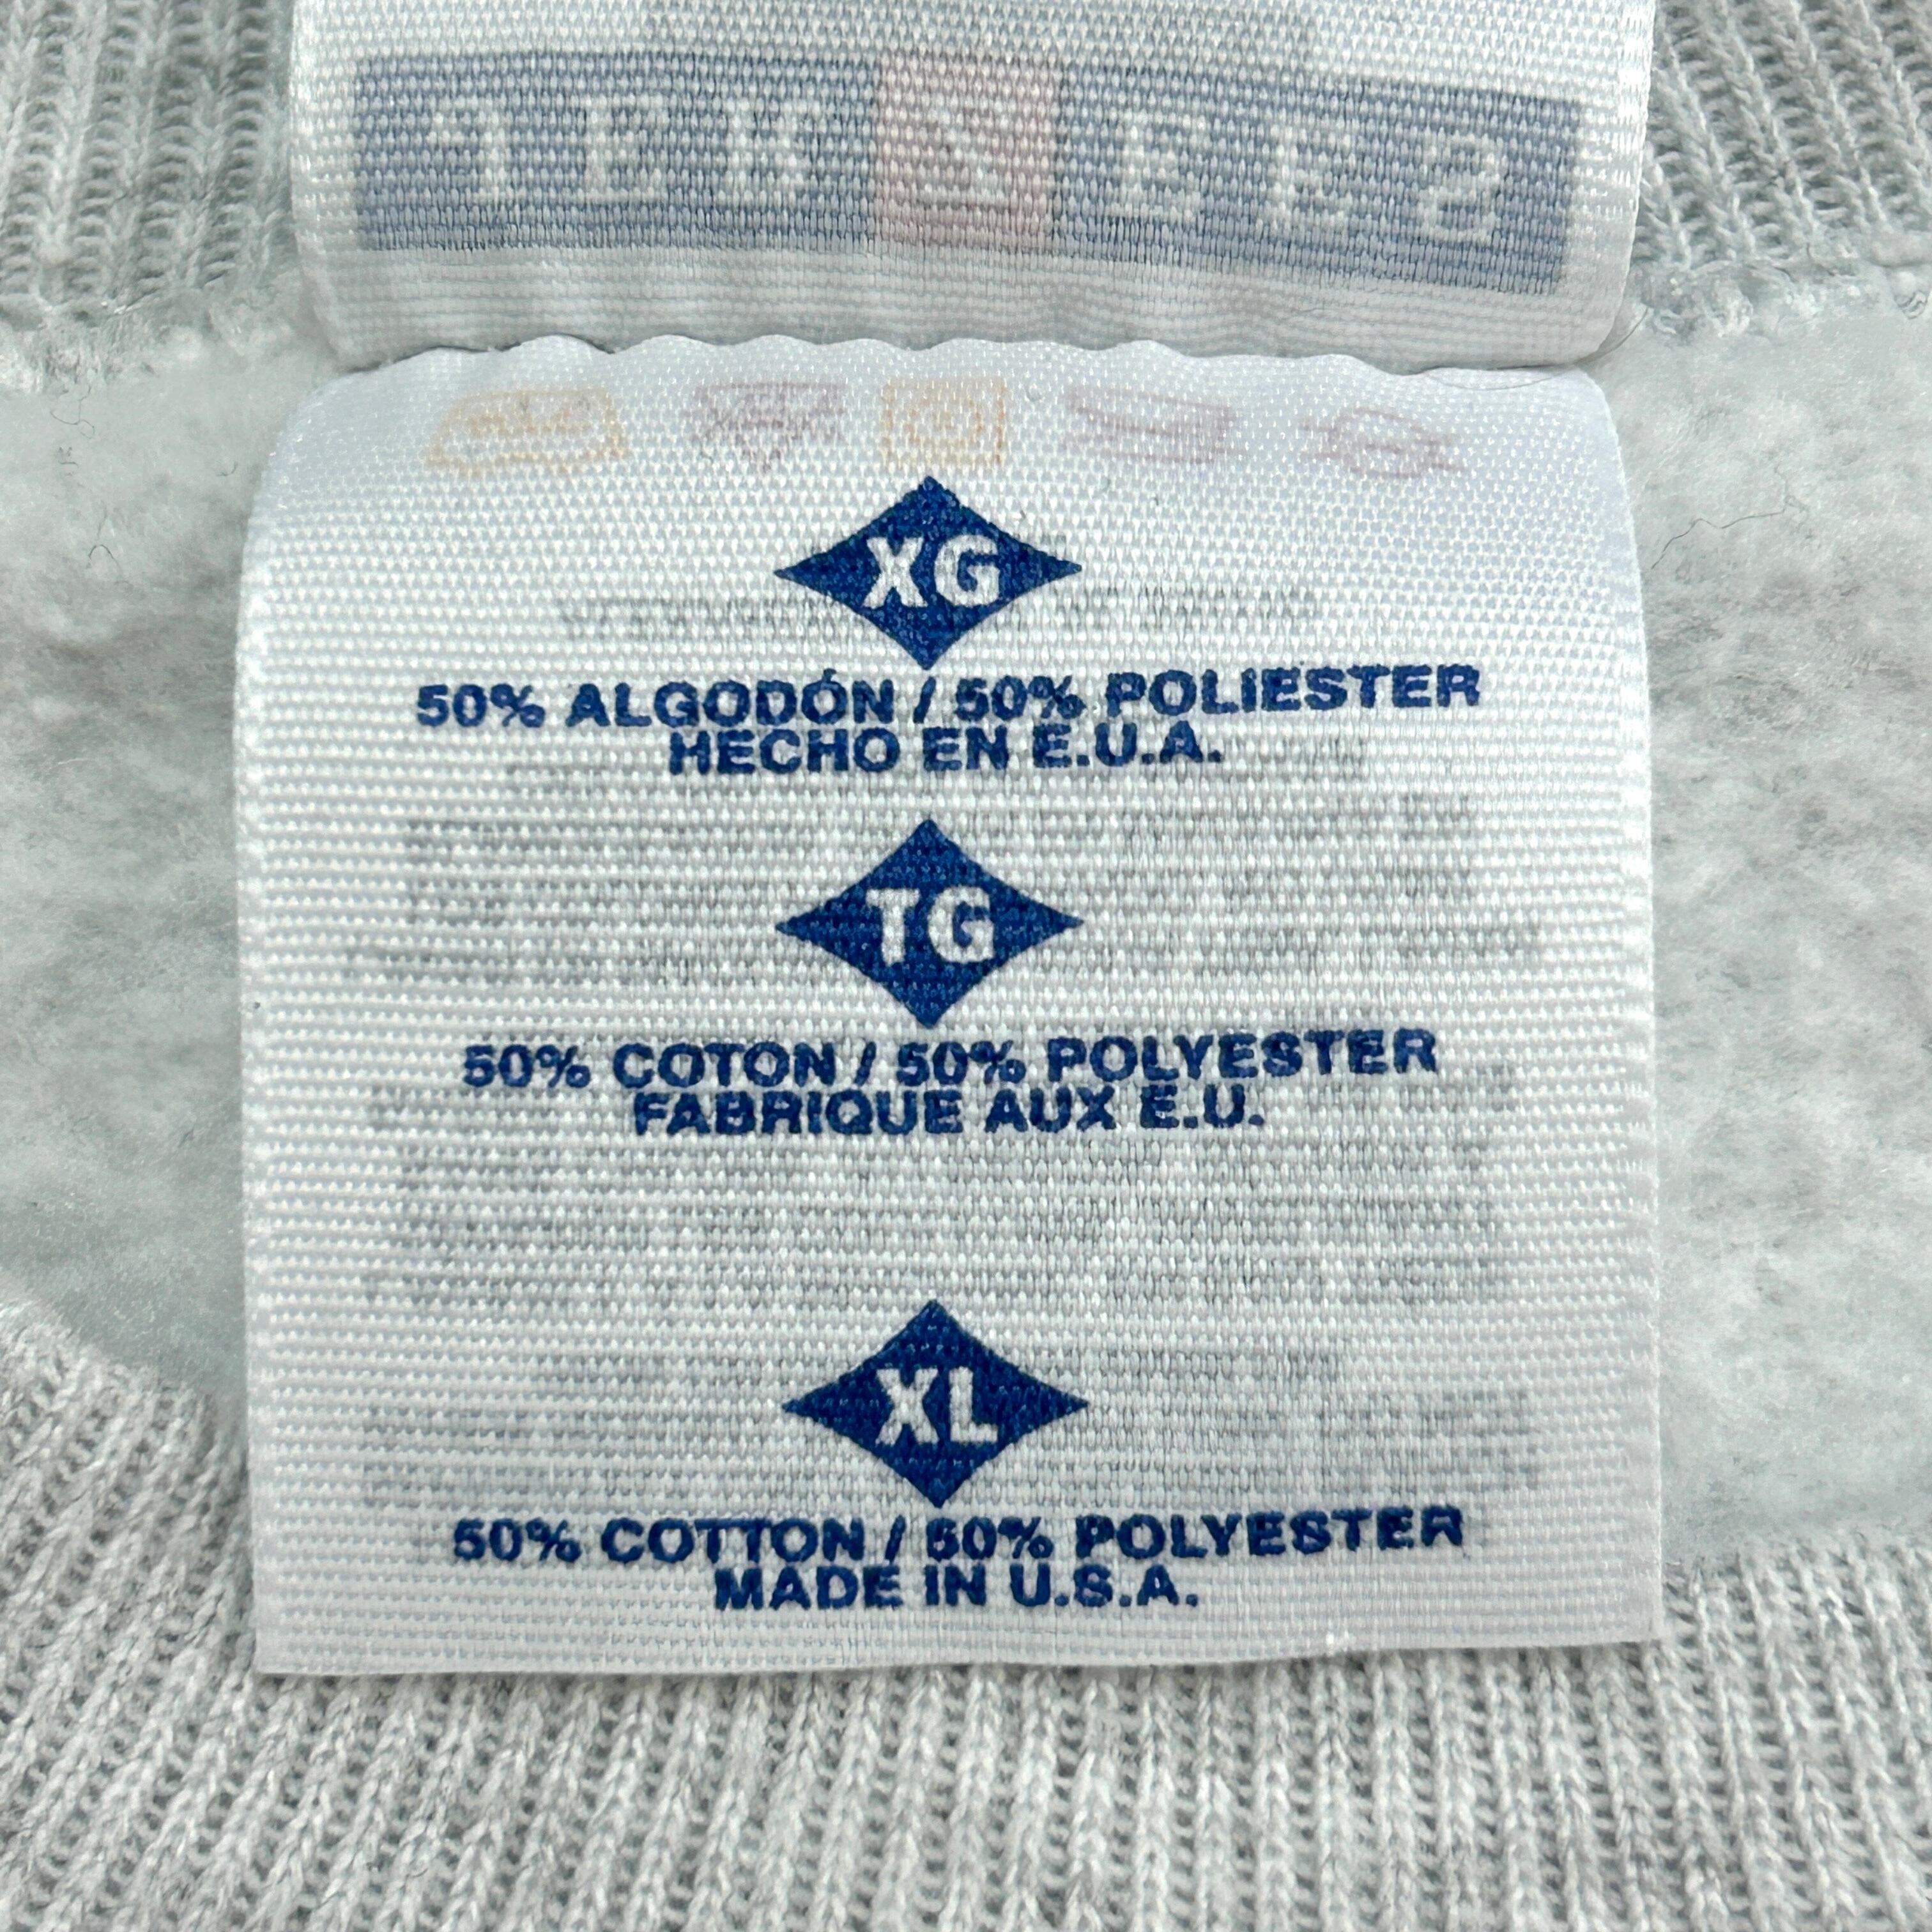 XG
50% ALGODÓN / 50% POLIESTER
HECHO EN E.U.A.
TG
50% COTON / 50% POLYESTER
FABRIQUE AUX E.U.
XL
50% COTTON / 50% POLYESTER
MADE IN U.S.A.